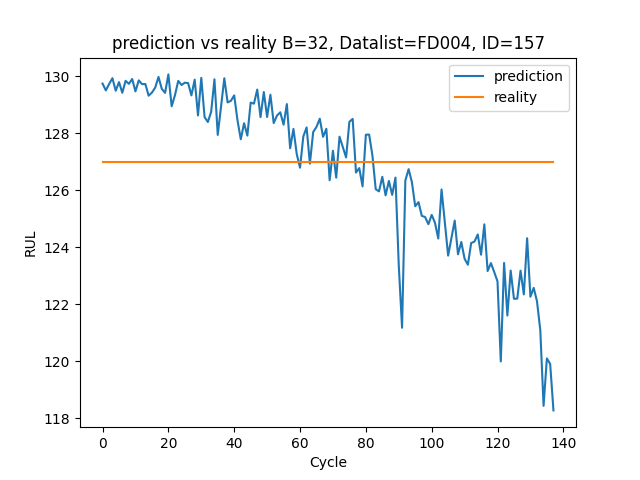 prediction vs reality B=32, Datalist=FD004, ID=157
prediction
reality
RUL
130
128
126
124
122
120
118
0 20 40 60 80 100 120 140
Cycle